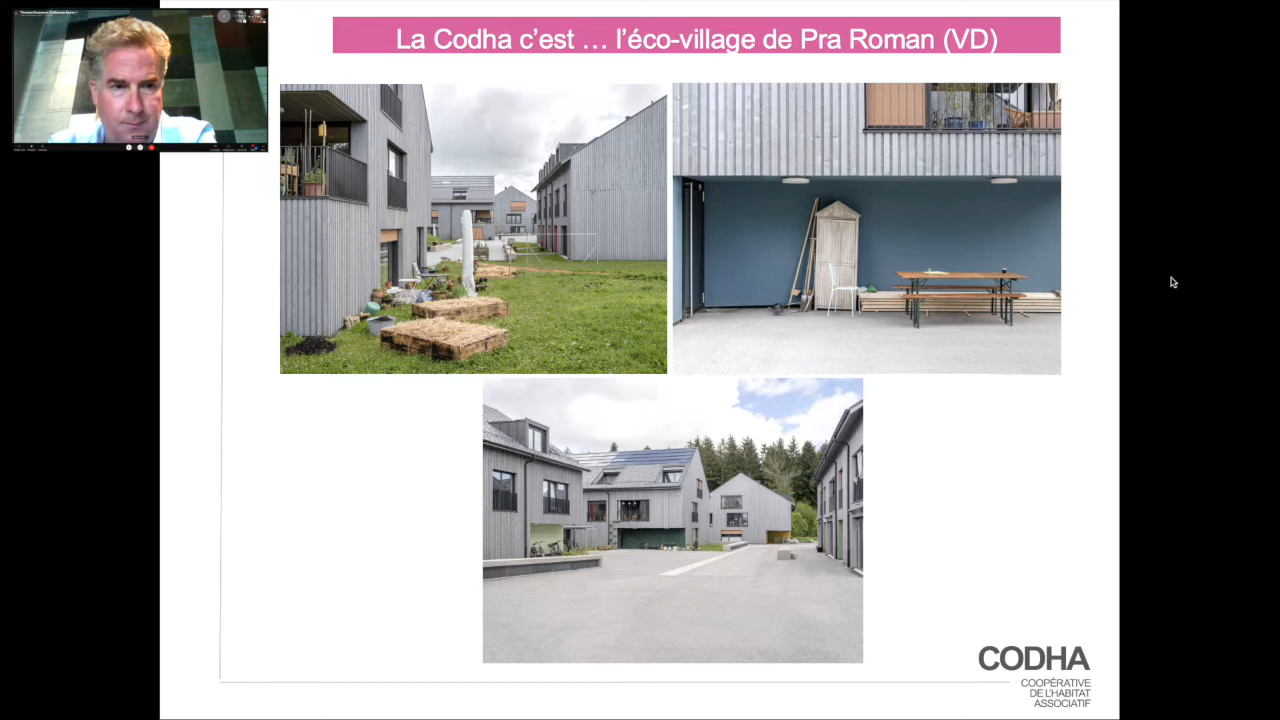 La Codha c’est … l’éco-village de Pra Roman (VD)
CODHA
COOPÉRATIVE
DE L’HABITAT
ASSOCIATIF